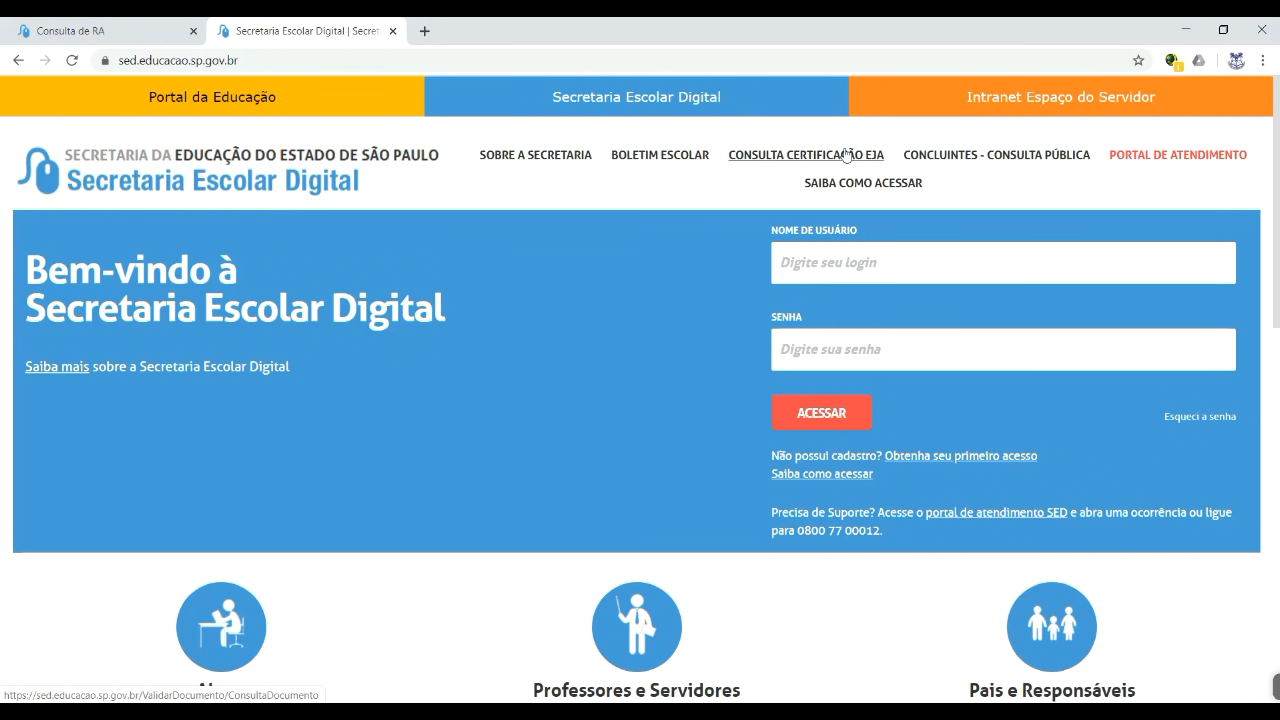 Consulta de RA
Secretaria Escolar Digital | Secret
sed.educacao.sp.gov.br
Portal da Educação
Secretaria Escolar Digital
Intranet Espaço do Servidor
SECRETARIA DA EDUCAÇÃO DO ESTADO DE SÃO PAULO
Secretaria Escolar Digital
SOBRE A SECRETARIA
BOLETIM ESCOLAR
CONSULTA CERTIFICAÇÃO EJA
CONCLUINTES - CONSULTA PÚBLICA
PORTAL DE ATENDIMENTO
SAIBA COMO ACESSAR
Bem-vindo à
Secretaria Escolar Digital
Saiba mais sobre a Secretaria Escolar Digital
NOME DE USUÁRIO
Digite seu login
SENHA
Digite sua senha
ACESSAR
Esqueci a senha
Não possui cadastro? Obtenha seu primeiro acesso
Saiba como acessar
Precisa de Suporte? Acesse o portal de atendimento SED e abra uma ocorrência ou ligue
para 0800 77 00012.
Professores e Servidores
Pais e Responsáveis
https://sed.educacao.sp.gov.br/ValidarDocumento/ConsultaDocumento